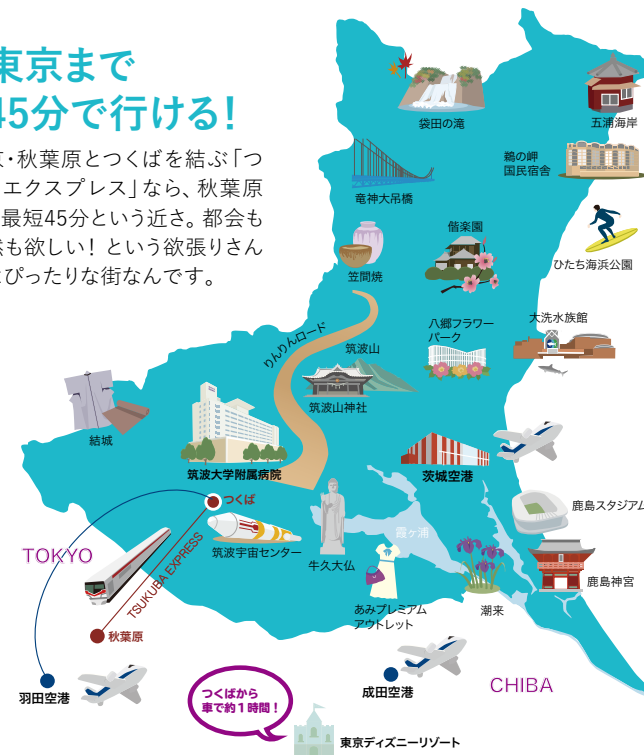 東京まで
45分で行ける！
・秋葉原とつくばを結ぶ「つ
エクスプレス」なら、秋葉原
最短45分という近さ。都会も
も欲しい！という欲張りさん
ぴったりな街なんです。
袋田の滝
五浦海岸
鵜の岬
国民宿舎
竜神大吊橋
偕楽園
ひたち海浜公園
笠間焼
大洗水族館
八郷フラワー
パーク
りんりんロード
筑波山
筑波山神社
結城
筑波大学附属病院
茨城空港
つくば
鹿島スタジアム
霞ヶ浦
筑波宇宙センター
牛久大仏
TOKYO
TSUKUBA EXPRESS
鹿島神宮
あみプレミアム
アウトレット
潮来
秋葉原
羽田空港
つくばから
車で約1時間！
成田空港
CHIBA
東京ディズニーリゾート